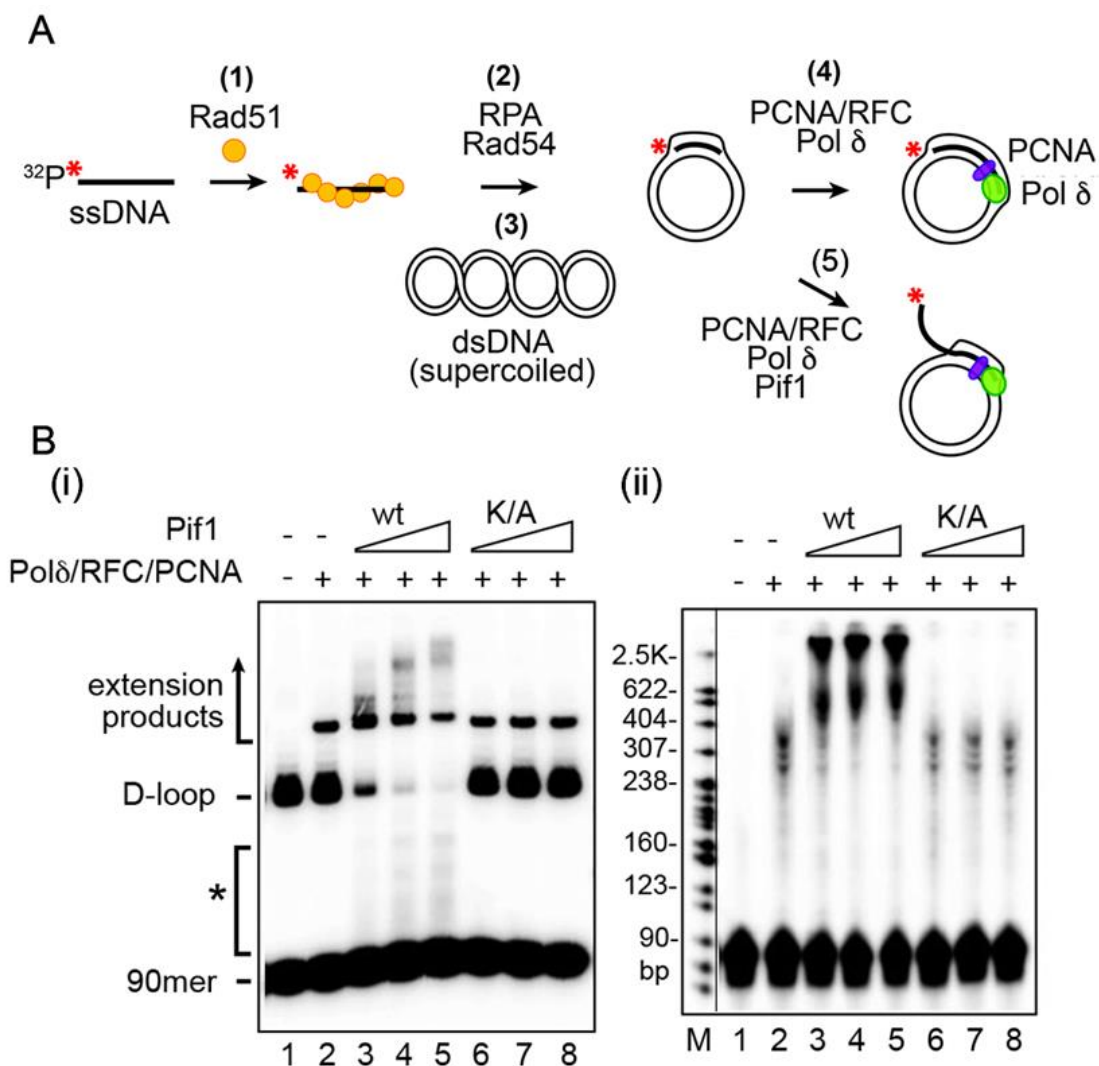 A
(1)
Rad51
32P*
ssDNA
*
(2)
RPA
Rad54
(3)
dsDNA
(supercoiled)
*
(4)
PCNA/RFC
Pol δ
*
PCNA
Pol δ
(5)
PCNA/RFC
Pol δ
Pif1
*
B
(i)
Pif1 - - wt K/A
Polδ/RFC/PCNA - + + + + + + +
extension
products
D-loop
*
90mer
1 2 3 4 5 6 7 8
(ii)
- - wt K/A
- + + + + + + +
2.5K-
622-
404-
307-
238-
160-
123-
90-
bp
M 1 2 3 4 5 6 7 8